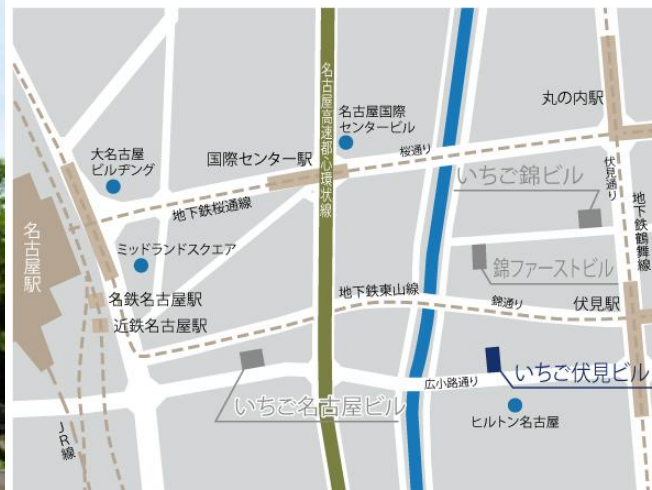 名古屋高速都心環状線
丸の内駅
名古屋国際
センタービル
大名古屋
ビルヂング
国際センター駅
桜通り
伏見通り
いちご錦ビル
地下鉄桜通線
地下鉄鶴舞線
名古屋駅
ミッドランドスクエア
錦ファーストビル
名鉄名古屋駅
地下鉄東山線
錦通り
伏見駅
近鉄名古屋駅
いちご伏見ビル
広小路通り
いちご名古屋ビル
ヒルトン名古屋
JR線